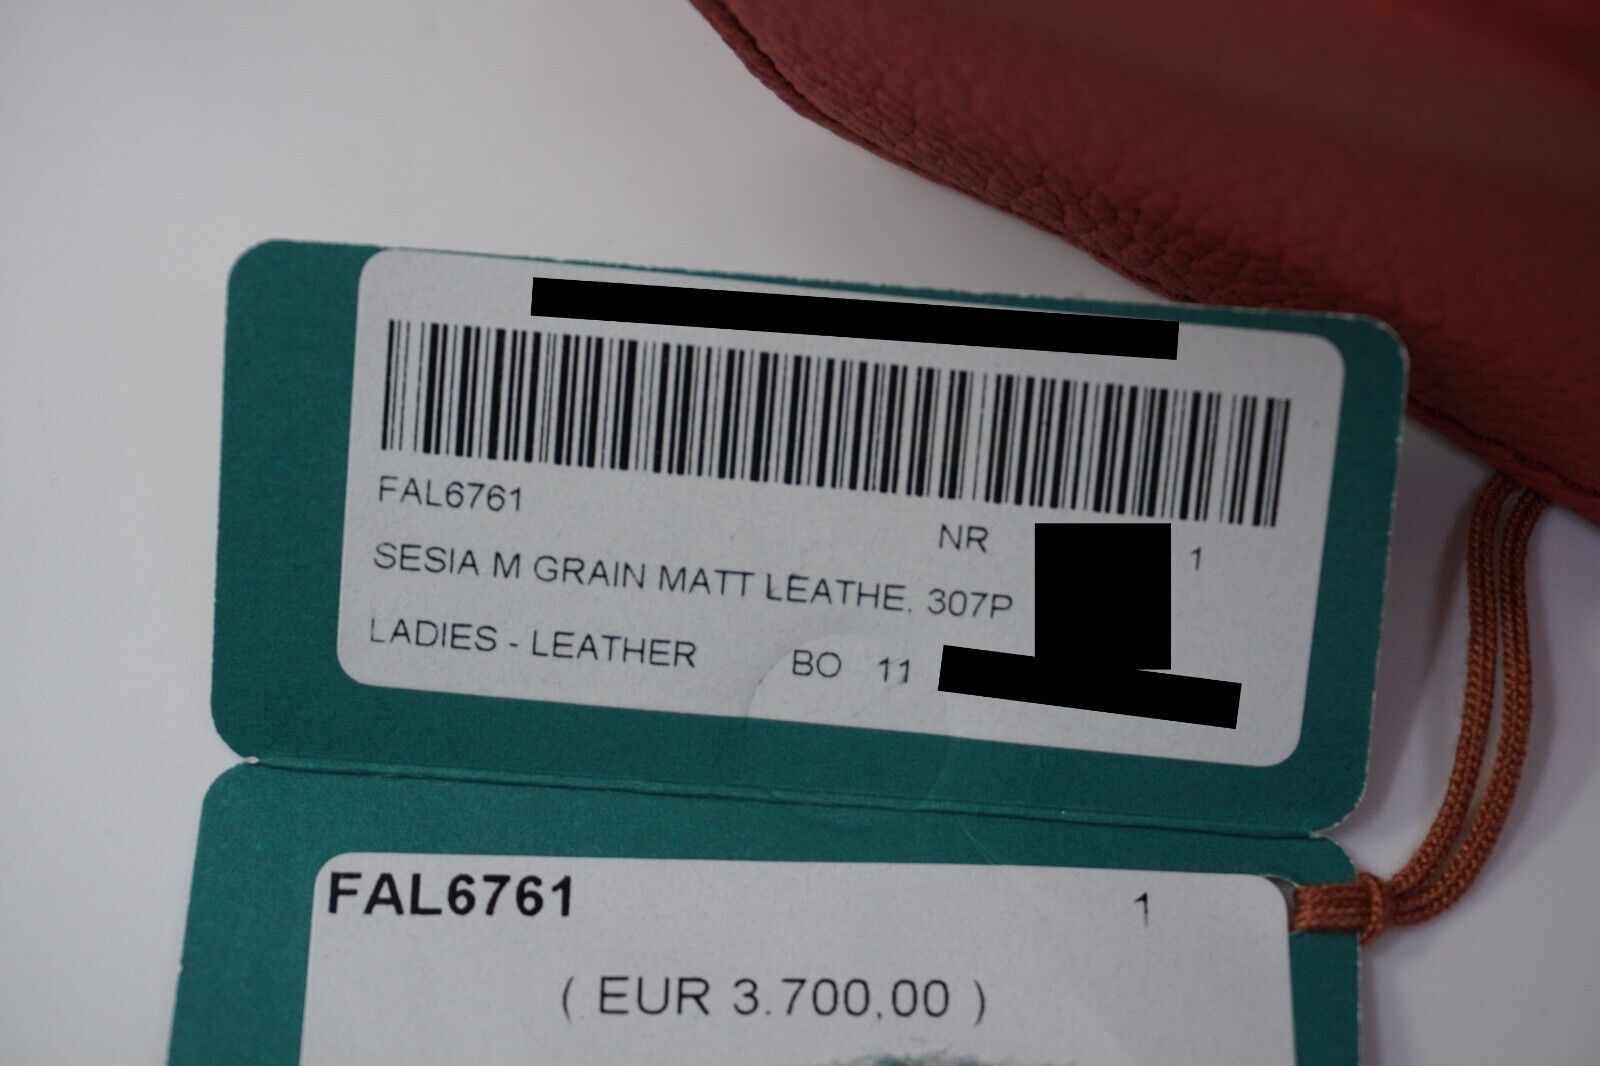 FAL6761
NR 1
SESIA M GRAIN MATT LEATHE. 307P
LADIES - LEATHER BO 11
FAL6761 1
( EUR 3.700,00 )